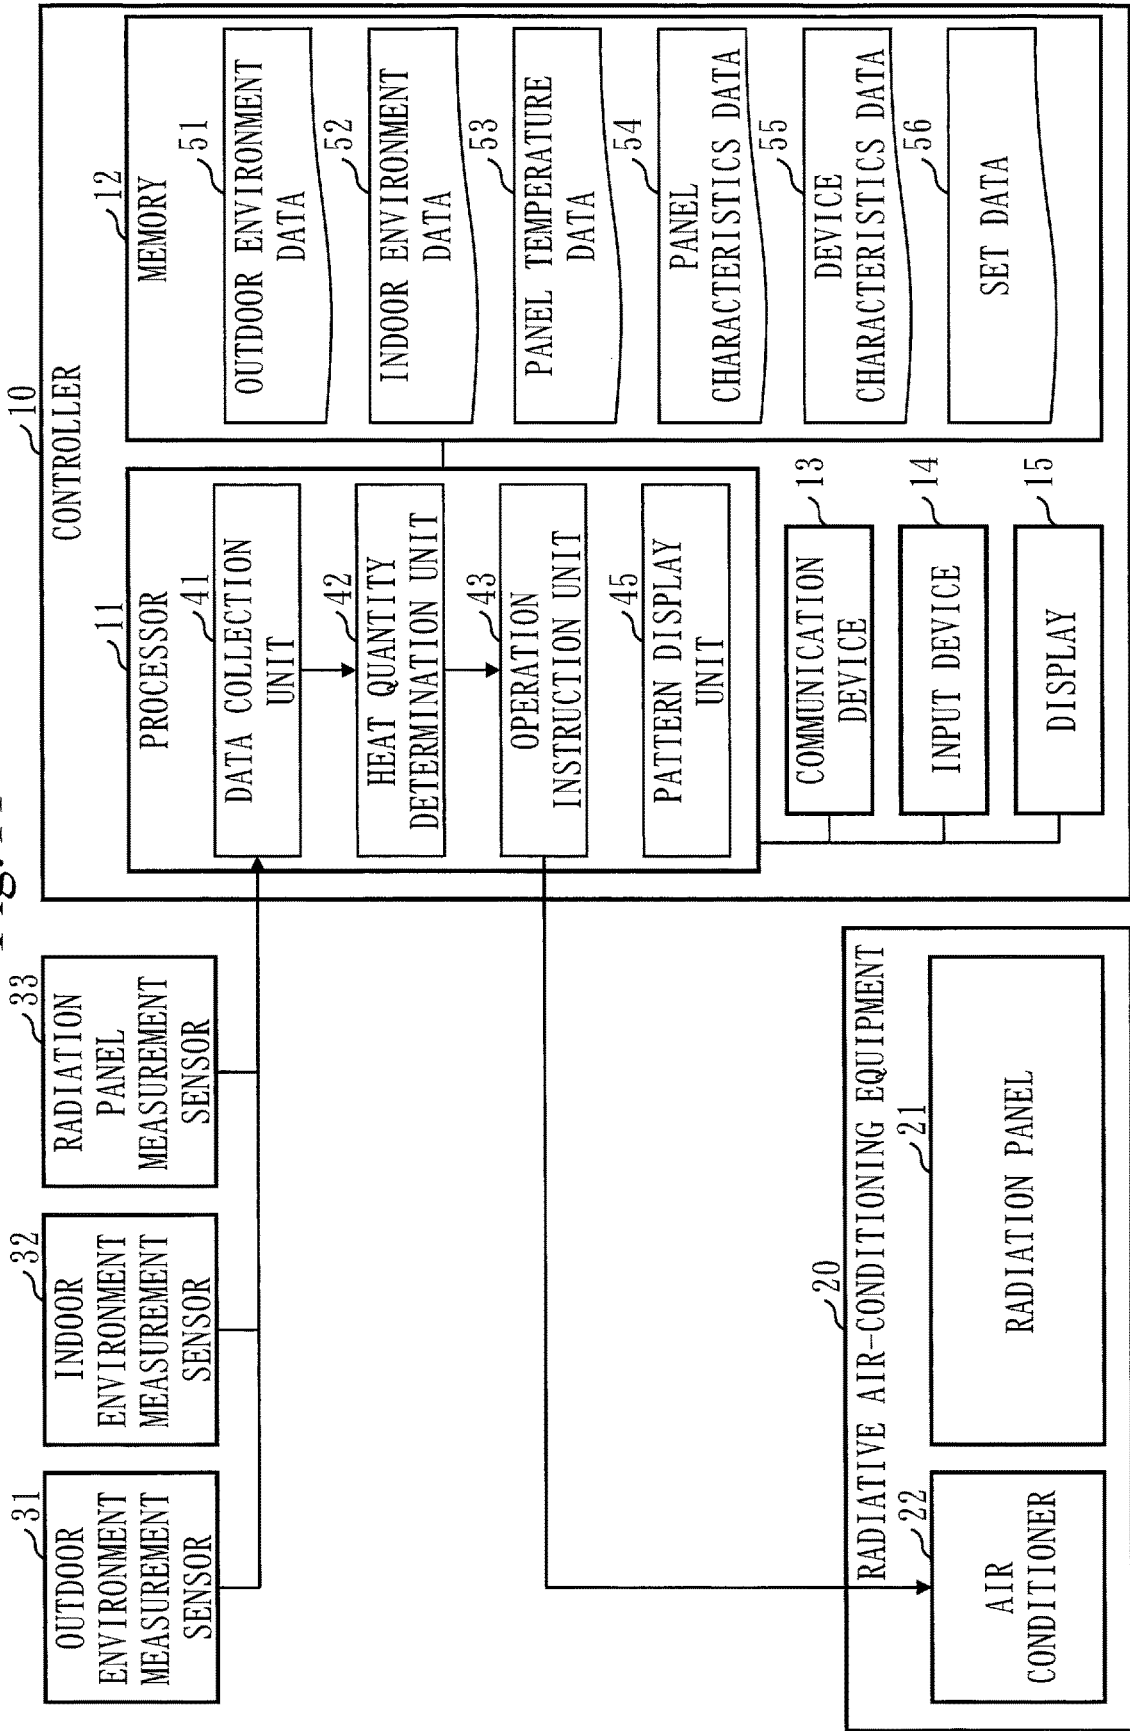 Fig.
31
OUTDOOR
ENVIRONMENT
MEASUREMENT
SENSOR
32
INDOOR
ENVIRONMENT
MEASUREMENT
SENSOR
33
RADIATION
PANEL
MEASUREMENT
SENSOR
10
CONTROLLER
11
PROCESSOR
41
DATA COLLECTION
UNIT
42
HEAT QUANTITY
DETERMINATION UNIT
43
OPERATION
INSTRUCTION UNIT
45
PATTERN DISPLAY
UNIT
12
MEMORY
51
OUTDOOR ENVIRONMENT
DATA
52
INDOOR ENVIRONMENT
DATA
53
PANEL TEMPERATURE
DATA
54
PANEL
CHARACTERISTICS DATA
55
DEVICE
CHARACTERISTICS DATA
56
SET DATA
13
COMMUNICATION
DEVICE
14
INPUT DEVICE
15
DISPLAY
20
RADIATIVE AIR-CONDITIONING EQUIPMENT
22
AIR
CONDITIONER
21
RADIATION PANEL